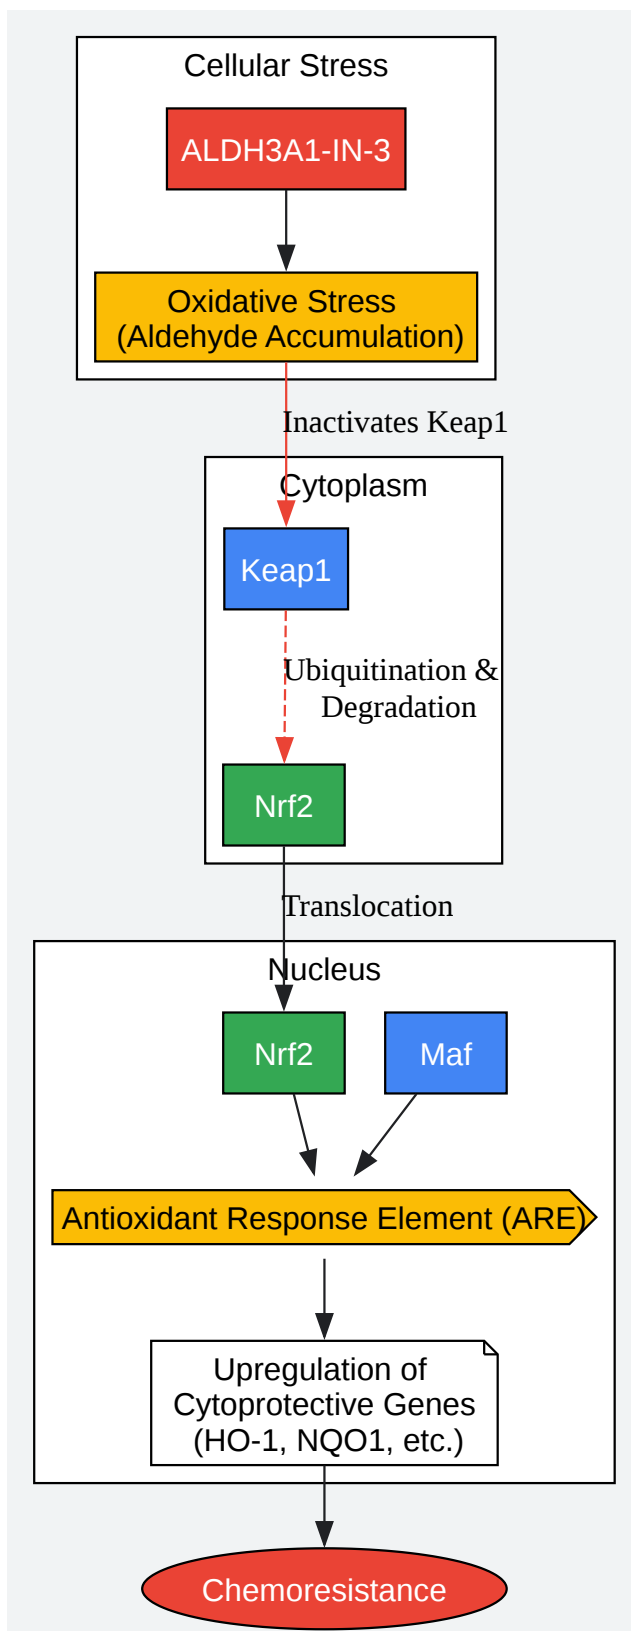 Cellular Stress
ALDH3A1-IN-3
Oxidative Stress
(Aldehyde Accumulation)
Inactivates Keap1
Cytoplasm
Keap1
Ubiquitination &
Degradation
Nrf2
Translocation
Nucleus
Nrf2
Maf
Antioxidant Response Element (ARE)
Upregulation of
Cytoprotective Genes
(HO-1, NQO1, etc.)
Chemoresistance